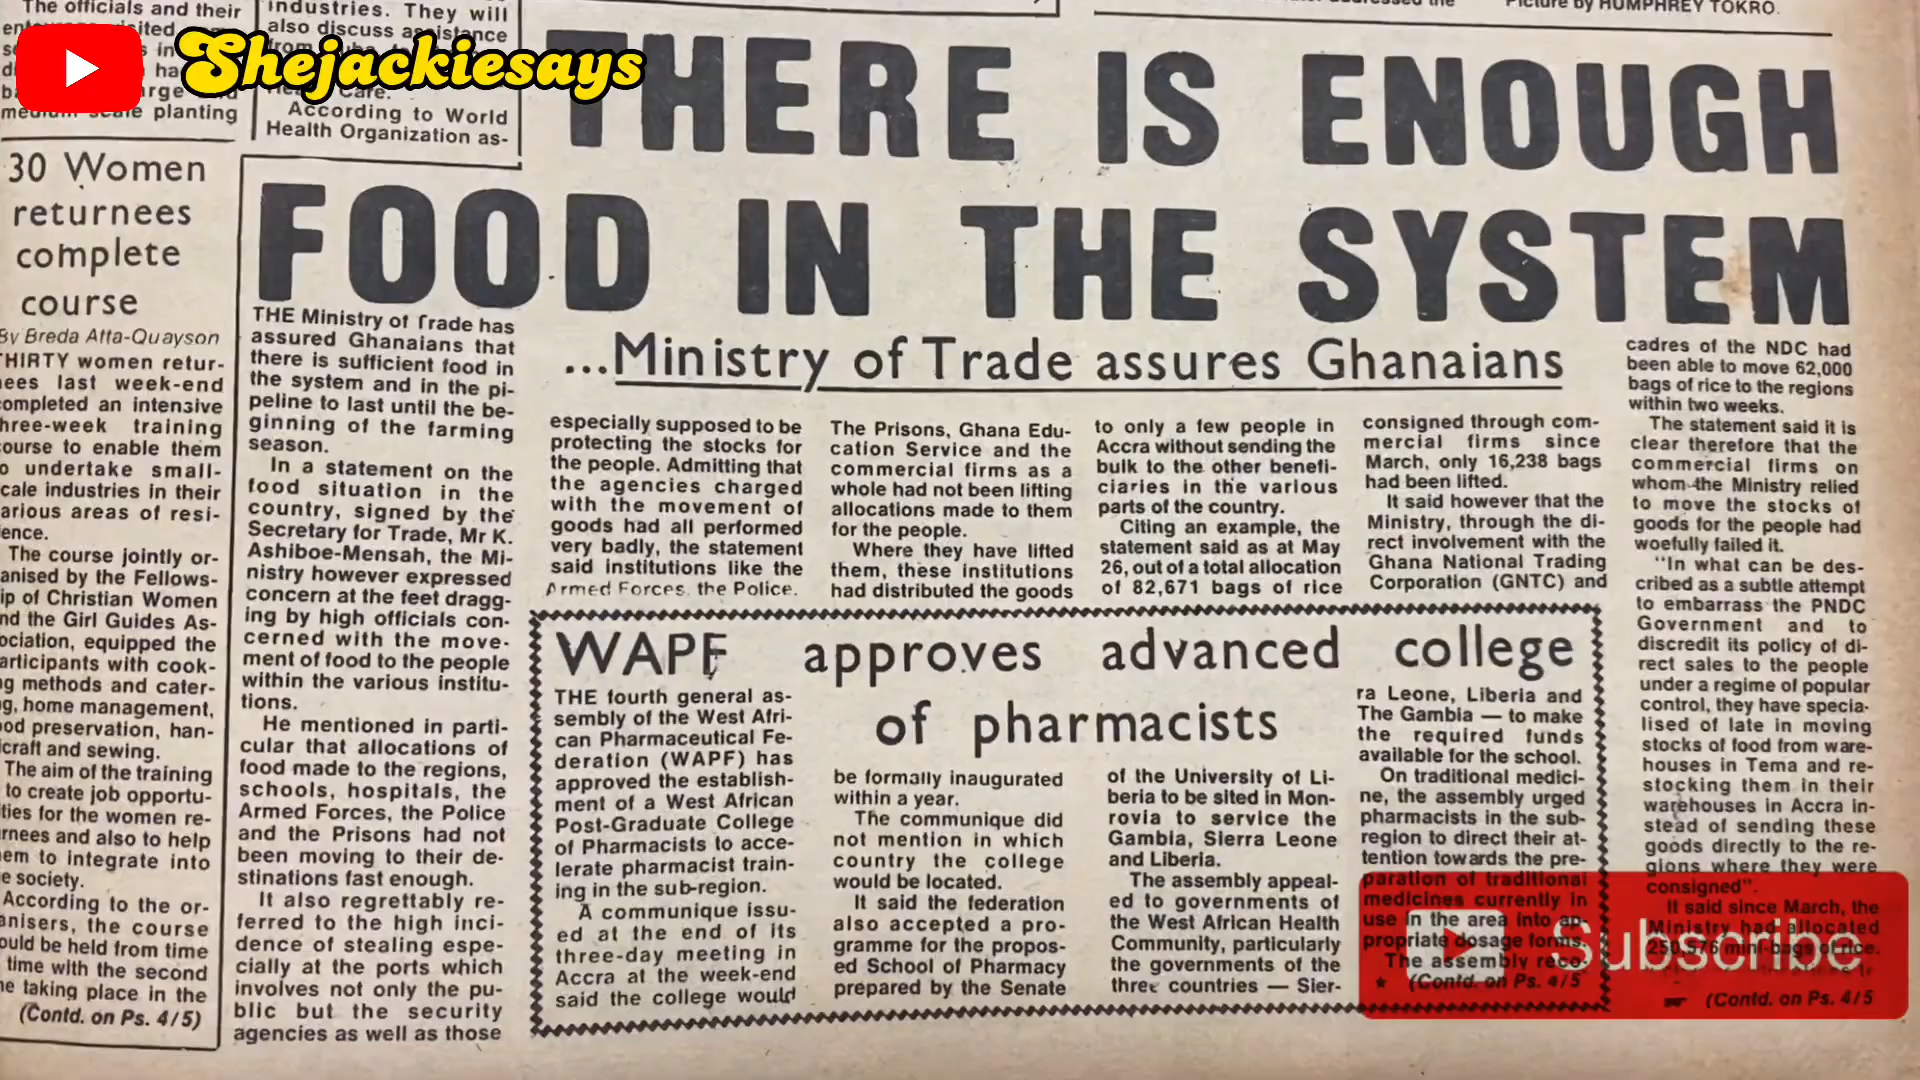 The officials and their
industries. They will
also discuss assistance
According to World
Health Organization as-
planting
Picture by HUMPHREY TOKRO.
Shejackiesays
THERE IS ENOUGH
FOOD IN THE SYSTEM
...Ministry of Trade assures Ghanaians
30 Women
returnees
complete
course
By Breda Atta-Quayson
THIRTY women retur-
nees last week-end
completed an intensive
three-week training
course to enable them
to undertake small-
scale industries in their
various areas of resi-
dence.
The course jointly or-
ganised by the Fellows-
hip of Christian Women
and the Girl Guides As-
sociation, equipped the
participants with cook-
ing methods and cater-
ing, home management,
food preservation, han-
dicraft and sewing.
The aim of the training
to create job opportu-
nities for the women re-
turnees and also to help
them to integrate into
the society.
According to the or-
ganisers, the course
would be held from time
time with the second
one taking place in the
(Contd. on Ps. 4/5)
THE Ministry of Trade has
assured Ghanaians that
there is sufficient food in
the system and in the pi-
peline to last until the be-
ginning of the farming
season.
In a statement on the
food situation in the
country, signed by the
Secretary for Trade, Mr K.
Ashiboe-Mensah, the Mi-
nistry however expressed
concern at the feet dragg-
ing by high officials con-
cerned with the move-
ment of food to the people
within the various institu-
tions.
He mentioned in parti-
cular that allocations of
food made to the regions,
schools, hospitals, the
Armed Forces, the Police
and the Prisons had not
been moving to their de-
stinations fast enough.
It also regrettably re-
ferred to the high inci-
dence of stealing espe-
cially at the ports which
involves not only the pu-
blic but the security
agencies as well as those
especially supposed to be
protecting the stocks for
the people. Admitting that
the agencies charged
with the movement of
goods had all performed
very badly, the statement
said institutions like the
Armed Forces, the Police.
The Prisons, Ghana Edu-
cation Service and the
commercial firms as a
whole had not been lifting
allocations made to them
for the people.
Where they have lifted
them, these institutions
had distributed the goods
to only a few people in
Accra without sending the
bulk to the other benefi-
ciaries in the various
parts of the country.
Citing an example, the
statement said as at May
26, out of a total allocation
of 82,671 bags of rice
consigned through com-
mercial firms since
March, only 16,238 bags
had been lifted.
It said however that the
Ministry, through the di-
rect involvement with the
Ghana National Trading
Corporation (GNTC) and
cadres of the NDC had
been able to move 62,000
bags of rice to the regions
within two weeks.
The statement said it is
clear therefore that the
commercial firms on
whom the Ministry relied
to move the stocks of
goods for the people had
woefully failed it.
"In what can be des-
cribed as a subtle attempt
to embarrass the PNDC
Government and to
discredit its policy of di-
rect sales to the people
under a regime of popular
control, they have specia-
lised of late in moving
stocks of food from ware-
houses in Tema and re-
stocking them in their
warehouses in Accra in-
stead of sending these
goods directly to the re-
gions where they were
consigned".
It said since March, the
Ministry had allocated
mini-bags of rice.
(Contd. on Ps. 4/5
WAPF approves advanced college
of pharmacists
THE fourth general as-
sembly of the West Afri-
can Pharmaceutical Fe-
deration (WAPF) has
approved the establish-
ment of a West African
Post-Graduate College
of Pharmacists to acce-
lerate pharmacist train-
ing in the sub-region.
A communique issu-
ed at the end of its
three-day meeting in
Accra at the week-end
said the college would
be formally inaugurated
within a year.
The communique did
not mention in which
country the college
would be located.
It said the federation
also accepted a pro-
gramme for the propos-
ed School of Pharmacy
prepared by the Senate
of the University of Li-
beria to be sited in Mon-
rovia to service the
Gambia, Sierra Leone
and Liberia.
The assembly appeal-
ed to governments of
the West African Health
Community, particularly
the governments of the
three countries — Sier-
ra Leone, Liberia and
The Gambia — to make
the required funds
available for the school.
On traditional medici-
ne, the assembly urged
pharmacists in the sub-
region to direct their at-
tention towards the pre-
paration of traditional
medicines currently in
use in the area into ap-
propriate dosage forms.
The assembly reco-
(Contd. on Ps. 4/5
Subscribe